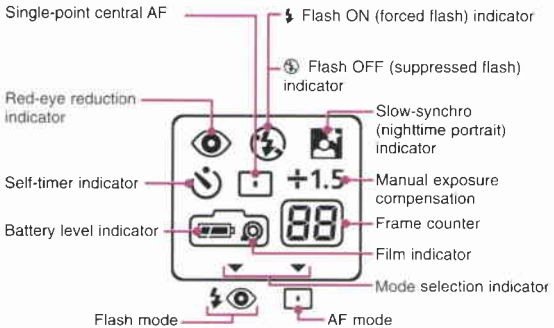 Single-point central AF
Flash ON (forced flash) indicator
Flash OFF (suppressed flash)
indicator
Red-eye reduction
indicator
Slow-synchro
(nighttime portrait)
indicator
Self-timer indicator
÷1.5
Manual exposure
compensation
Battery level indicator
88
Frame counter
Film indicator
Mode selection indicator
Flash mode
AF mode